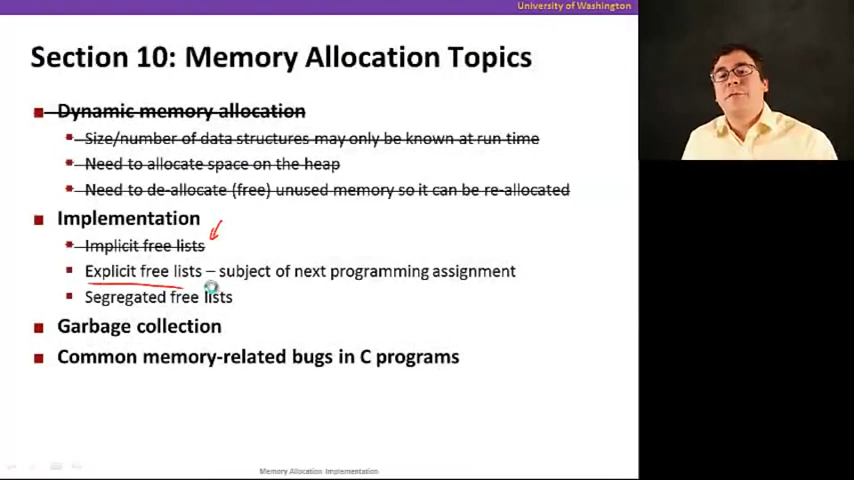 University of Washington
Section 10: Memory Allocation Topics
Dynamic memory allocation
Size/number of data structures may only be known at run time
Need to allocate space on the heap
Need to de-allocate (free) unused memory so it can be re-allocated
Implementation
Implicit free lists
Explicit free lists – subject of next programming assignment
Segregated free lists
Garbage collection
Common memory-related bugs in C programs
Memory Allocation Implementation